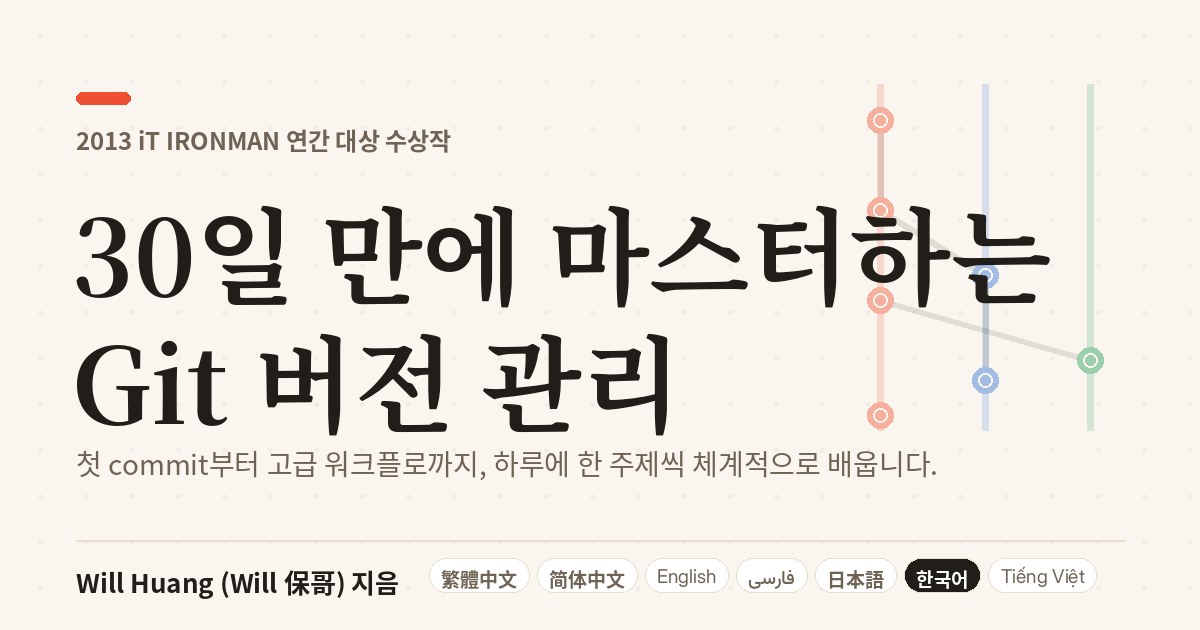 2013 iT IRONMAN 연간 대상 수상작
30일 만에 마스터하는
Git 버전 관리
첫 commit부터 고급 워크플로까지, 하루에 한 주제씩 체계적으로 배웁니다.
Will Huang (Will 保哥) 지음
繁體中文 简体中文 English فارسی 日本語 한국어 Tiếng Việt